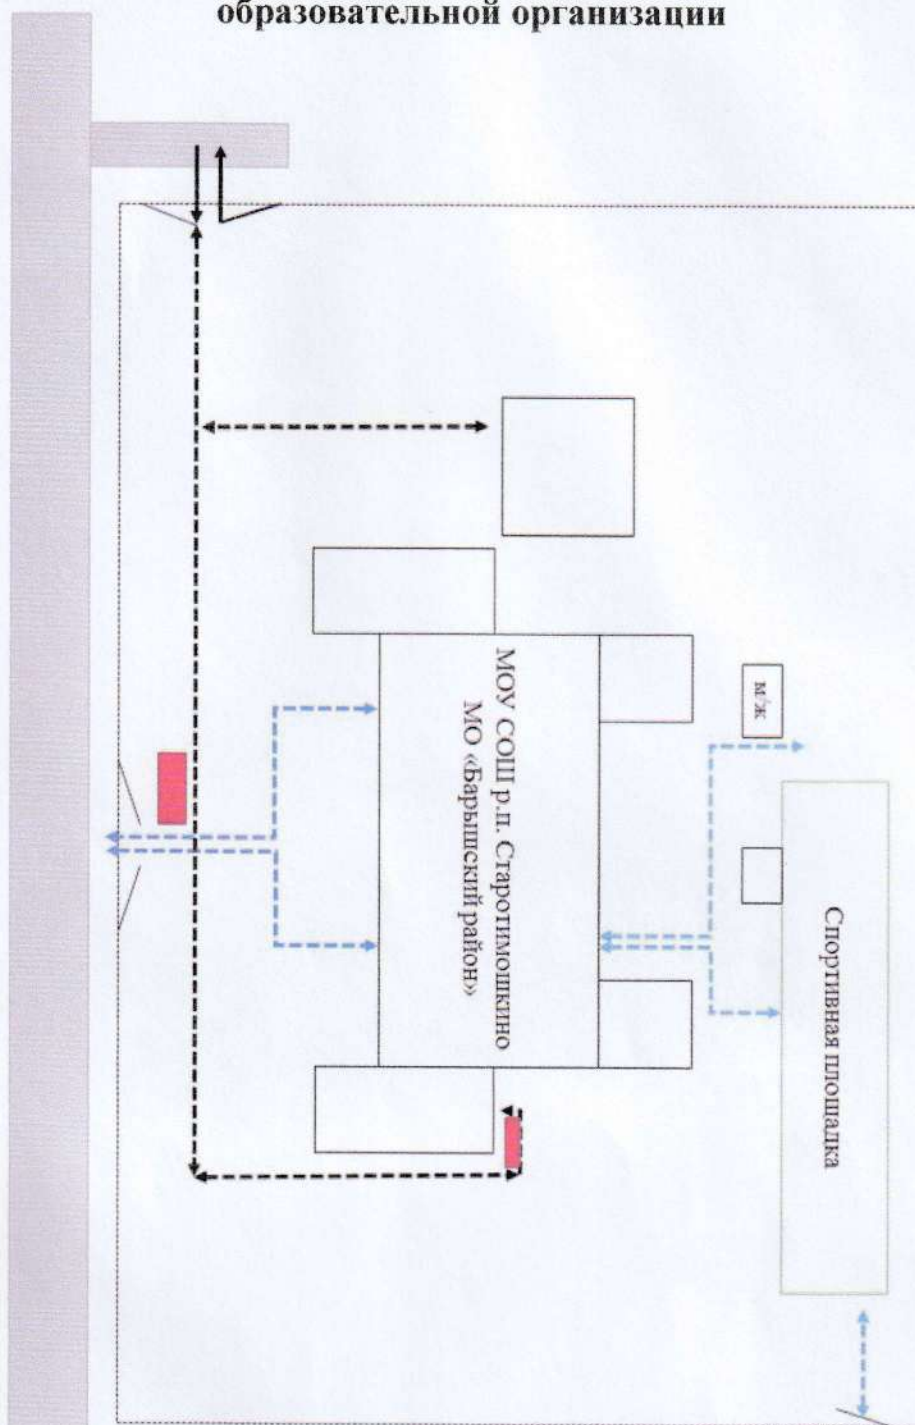 образовательной организации
МОУ СОШ р.п. Старотимошкино
МО «Барышский район»
м/ж
Спортивная площадка